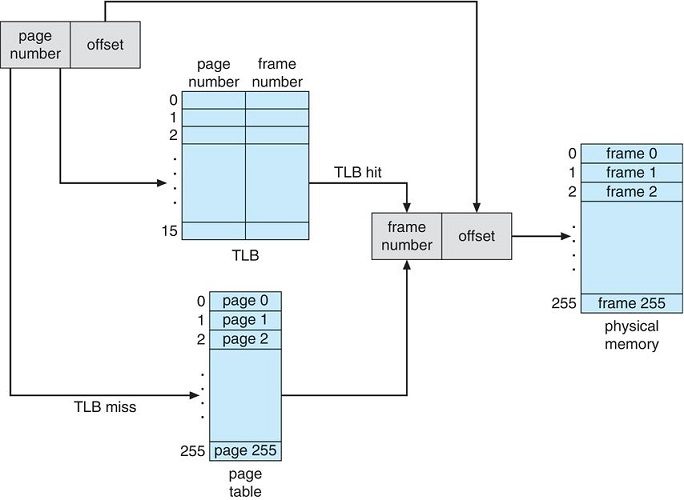 page
number
offset
page
number
frame
number
0
1
2
.
.
.
.
15
TLB
TLB hit
frame
number
offset
0 frame 0
1 frame 1
2 frame 2
.
.
.
.
255 frame 255
physical
memory
0 page 0
1 page 1
2 page 2
.
.
.
.
255 page 255
page
table
TLB miss